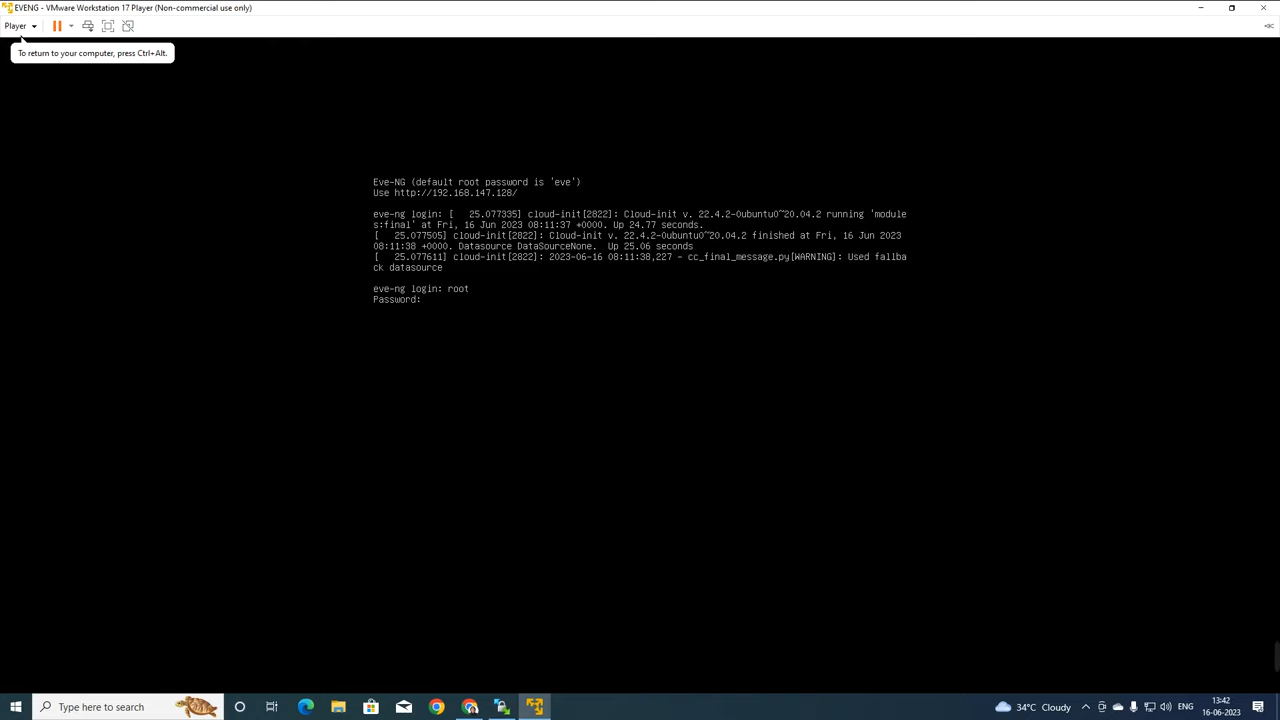 EVENG - VMware Workstation 17 Player (Non-commercial use only)
Player
To return to your computer, press Ctrl+Alt.
Eve-NG (default root password is 'eve')
Use http://192.168.147.128/
eve-ng login: [   25.077335] cloud-init[2822]: Cloud-init v. 22.4.2-0ubuntu0~20.04.2 running 'module
s:final' at Fri, 16 Jun 2023 08:11:37 +0000. Up 24.77 seconds.
[   25.077505] cloud-init[2822]: Cloud-init v. 22.4.2-0ubuntu0~20.04.2 finished at Fri, 16 Jun 2023
08:11:38 +0000. Datasource DataSourceNone.  Up 25.06 seconds
[   25.077611] cloud-init[2822]: 2023-06-16 08:11:38,227 - cc_final_message.py[WARNING]: Used fallba
ck datasource
eve-ng login: root
Password:
Type here to search
34°C Cloudy
ENG
13:42
16-06-2023